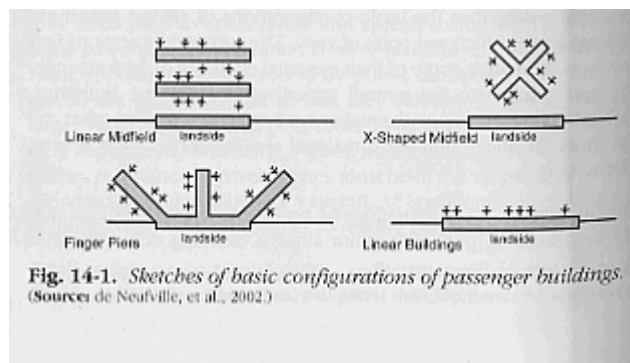 Linear Midfield landside
X-Shaped Midfield landside
Finger Piers landside
Linear Buildings landside
Fig. 14-1. Sketches of basic configurations of passenger buildings.
(Source: de Neufville, et al., 2002.)